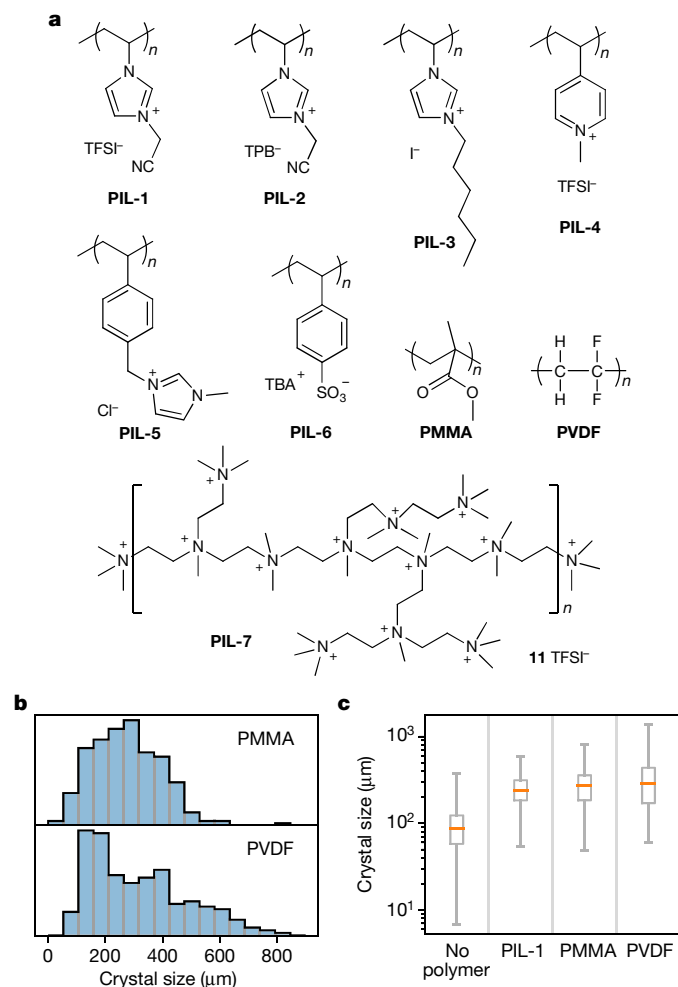 a
n
n
n
n
N
N
N
N
+
N
+
N
+
N
+
TFSI⁻
TPB⁻
I⁻
TFSI⁻
NC
NC
PIL-1
PIL-2
PIL-3
PIL-4
n
n
n
n
H
F
C
C
H
F
N
+
N
Cl⁻
TBA⁺
SO₃⁻
O
O
PIL-5
PIL-6
PMMA
PVDF
N
+
N
+
N
+
N
+
N
+
N
+
N
+
N
+
N
+
N
+
N
+
N
+
N
+
n
PIL-7
11 TFSI⁻
b
PMMA
PVDF
0 200 400 600 800
Crystal size (μm)
c
Crystal size (μm)
10³
10²
10¹
No polymer
PIL-1
PMMA
PVDF